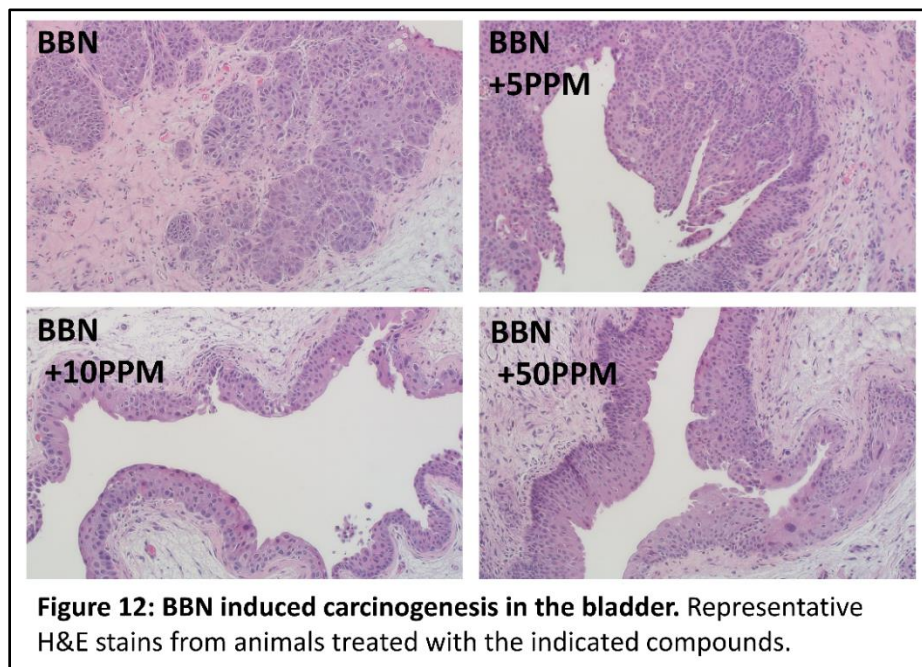 BBN
BBN
+5PPM
BBN
+10PPM
BBN
+50PPM
Figure 12: BBN induced carcinogenesis in the bladder. Representative
H&E stains from animals treated with the indicated compounds.